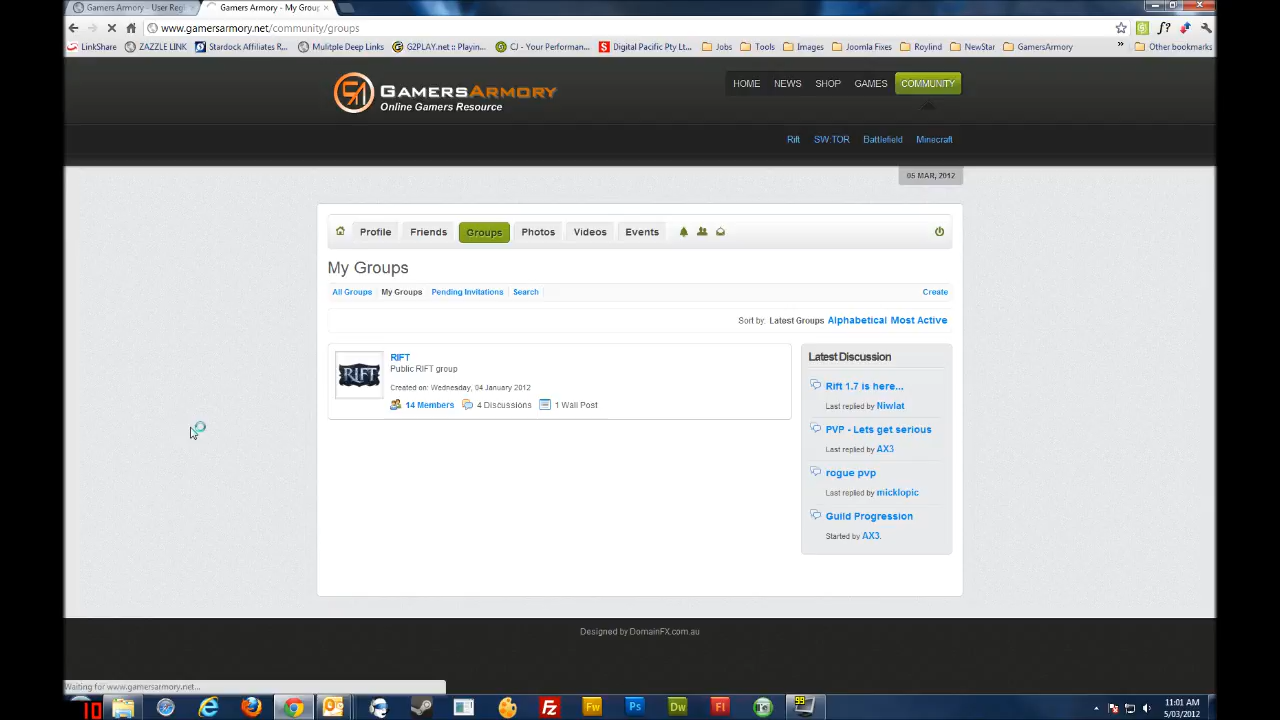 Gamers Armory - User Regi
Gamers Armory - My Group
www.gamersarmory.net/community/groups
LinkShare
ZAZZLE LINK
Stardock Affiliates R...
Mulitple Deep Links
G2PLAY.net :: Playin...
CJ - Your Performan...
Digital Pacific Pty Lt...
Jobs
Tools
Images
Joomla Fixes
Roylind
NewStar
GamersArmory
Other bookmarks
GAMERSARMORY
Online Gamers Resource
HOME NEWS SHOP GAMES COMMUNITY
Rift SW:TOR Battlefield Minecraft
05 MAR, 2012
Profile Friends Groups Photos Videos Events
My Groups
All Groups My Groups Pending Invitations Search Create
Sort by: Latest Groups Alphabetical Most Active
RIFT
RIFT
Public RIFT group
Created on: Wednesday, 04 January 2012
14 Members 4 Discussions 1 Wall Post
Latest Discussion
Rift 1.7 is here...
Last replied by Niwlat
PVP - Lets get serious
Last replied by AX3
rogue pvp
Last replied by micklopic
Guild Progression
Started by AX3.
Designed by DomainFX.com.au
Waiting for www.gamersarmory.net...
10
Fz
Fw
Ps
Dw
Fl
99
11:01 AM
5/03/2012